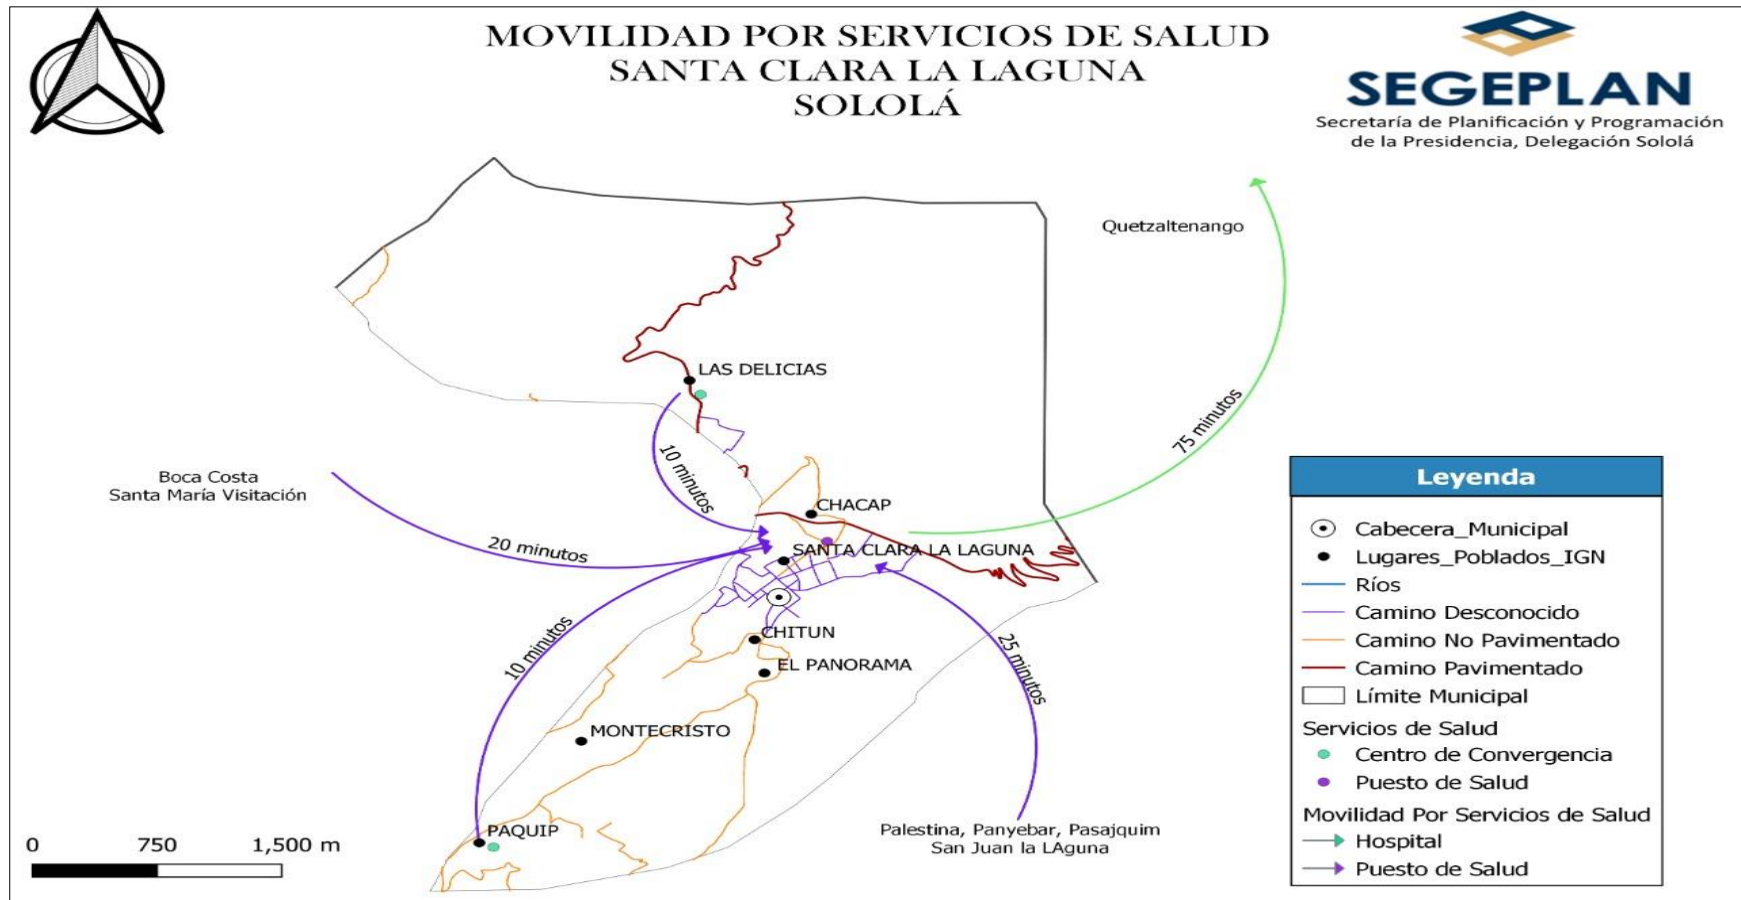 MOVILIDAD POR SERVICIOS DE SALUD
SANTA CLARA LA LAGUNA
SOLOLÁ
SEGEPLAN
Secretaría de Planificación y Programación
de la Presidencia, Delegación Sololá
Quetzaltenango
75 minutos
LAS DELICIAS
10 minutos
Boca Costa
Santa María Visitación
20 minutos
CHACAP
SANTA CLARA LA LAGUNA
10 minutos
CHITUN
EL PANORAMA
25 minutos
MONTECRISTO
PAQUIP
Palestina, Panyebar, Pasajquim
San Juan la LAguna
0 750 1,500 m
Leyenda
Cabecera_Municipal
Lugares_Poblados_IGN
Ríos
Camino Desconocido
Camino No Pavimentado
Camino Pavimentado
Límite Municipal
Servicios de Salud
Centro de Convergencia
Puesto de Salud
Movilidad Por Servicios de Salud
Hospital
Puesto de Salud